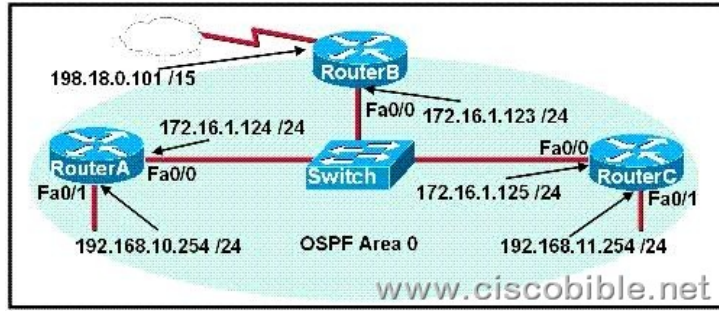 198.18.0.101 /15
RouterB
Fa0/0
172.16.1.123 /24
172.16.1.124 /24
RouterA
Fa0/0
Fa0/1
Switch
Fa0/0
172.16.1.125 /24
RouterC
Fa0/1
192.168.10.254 /24
OSPF Area 0
192.168.11.254 /24
www.ciscobible.net